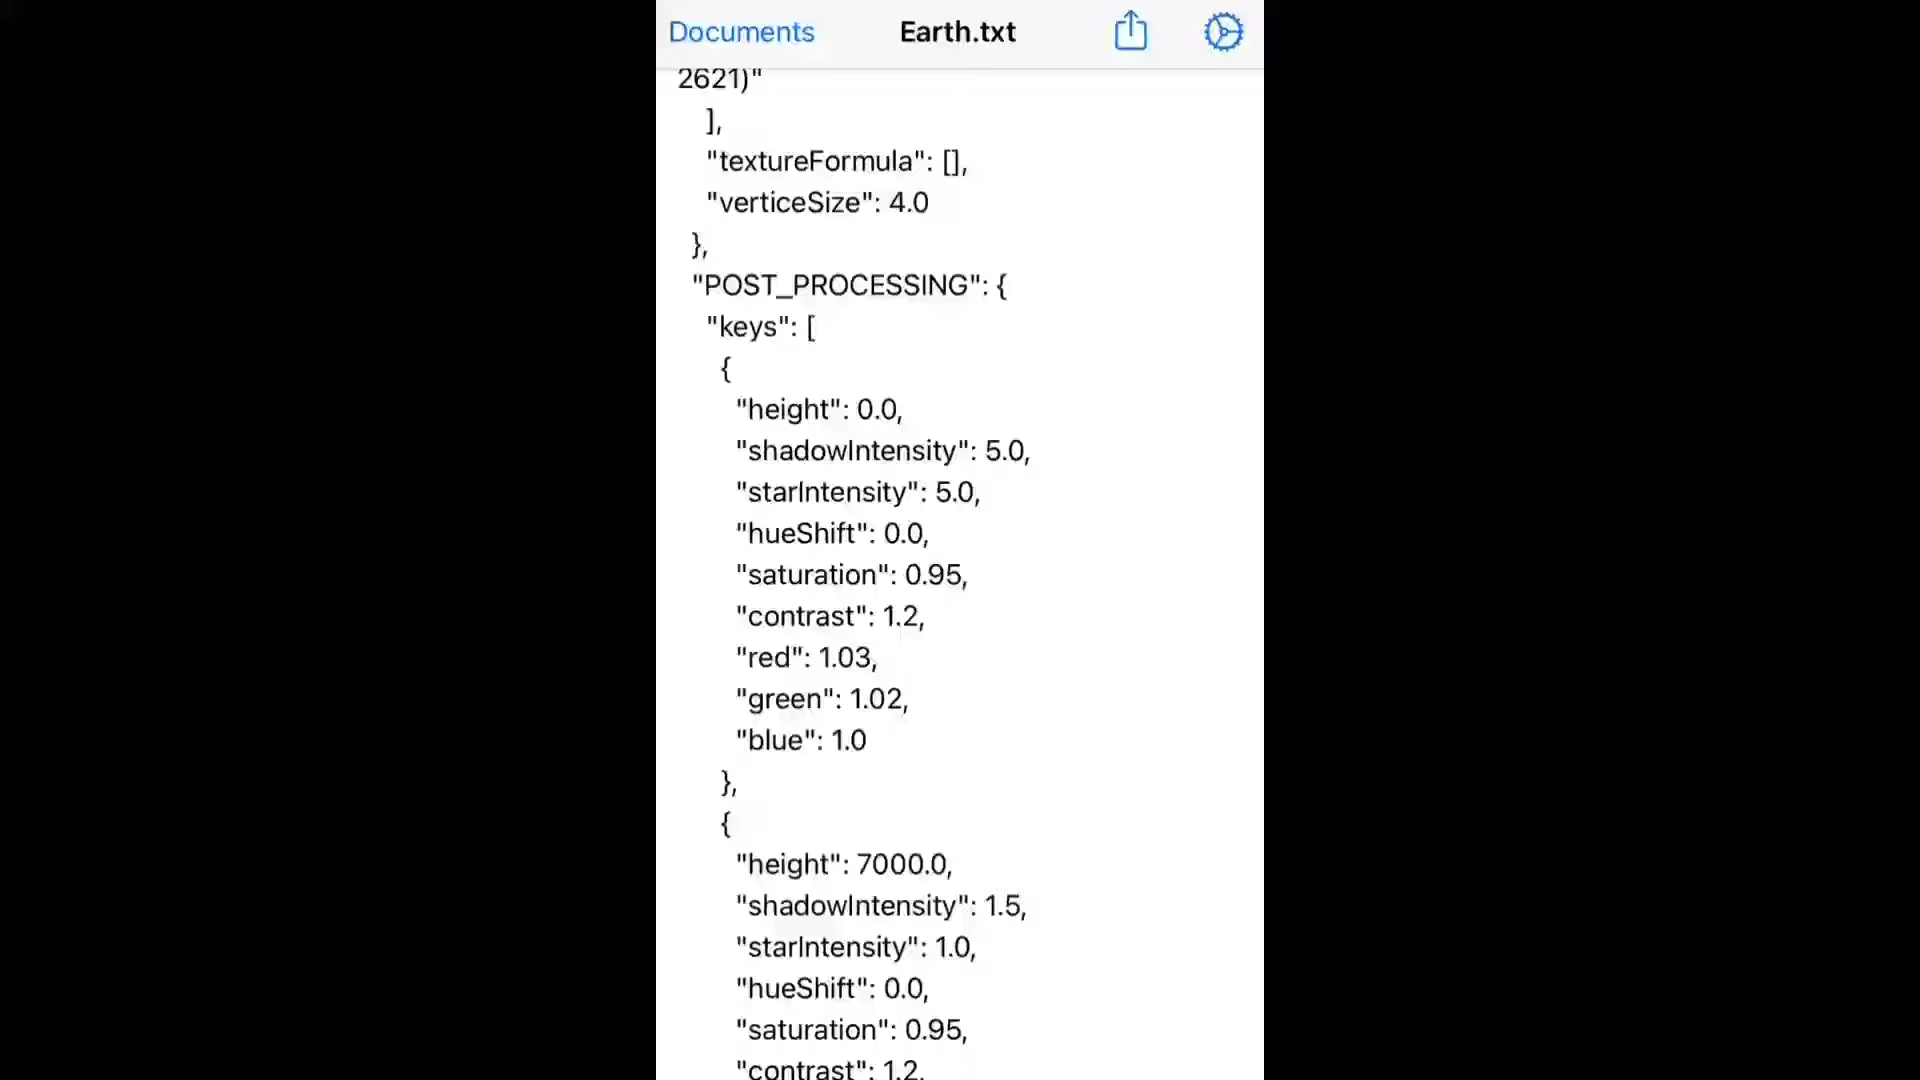 Documents
Earth.txt
2621)"
],
"textureFormula": [],
"verticeSize": 4.0
},
"POST_PROCESSING": {
"keys": [
{
"height": 0.0,
"shadowIntensity": 5.0,
"starIntensity": 5.0,
"hueShift": 0.0,
"saturation": 0.95,
"contrast": 1.2,
"red": 1.03,
"green": 1.02,
"blue": 1.0
},
{
"height": 7000.0,
"shadowIntensity": 1.5,
"starIntensity": 1.0,
"hueShift": 0.0,
"saturation": 0.95,
"contrast": 1.2,